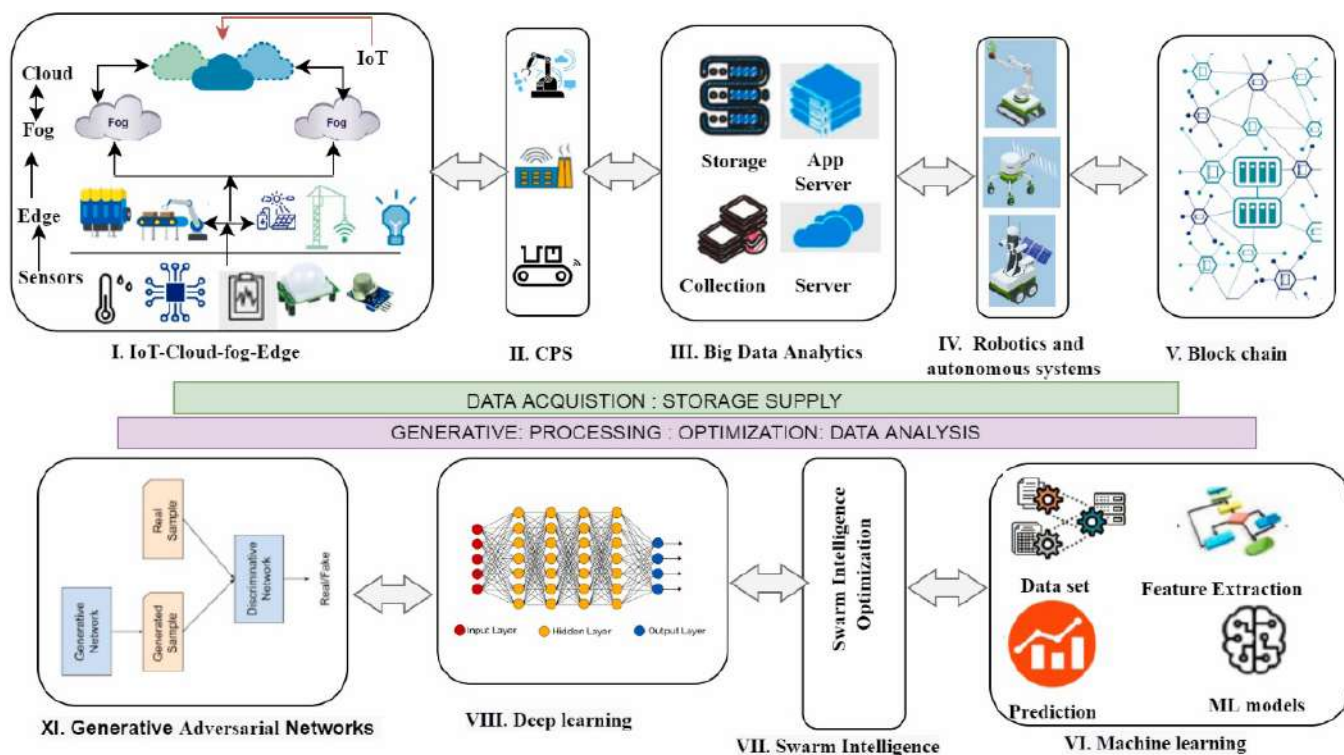 IoT
Cloud
Fog
Fog
Fog
Edge
Sensors
I. IoT-Cloud-fog-Edge
II. CPS
Storage
App
Server
Collection
Server
III. Big Data Analytics
IV. Robotics and
autonomous systems
V. Block chain
DATA ACQUISTION : STORAGE SUPPLY
GENERATIVE: PROCESSING : OPTIMIZATION: DATA ANALYSIS
Generative
Network
Real
Sample
Generated
Sample
Discriminative
Network
Real/Fake
XI. Generative Adversarial Networks
Input Layer
Hidden Layer
Output Layer
VIII. Deep learning
Swarm Intelligence
Optimization
VII. Swarm Intelligence
Data set
Feature Extraction
Prediction
ML models
VI. Machine learning